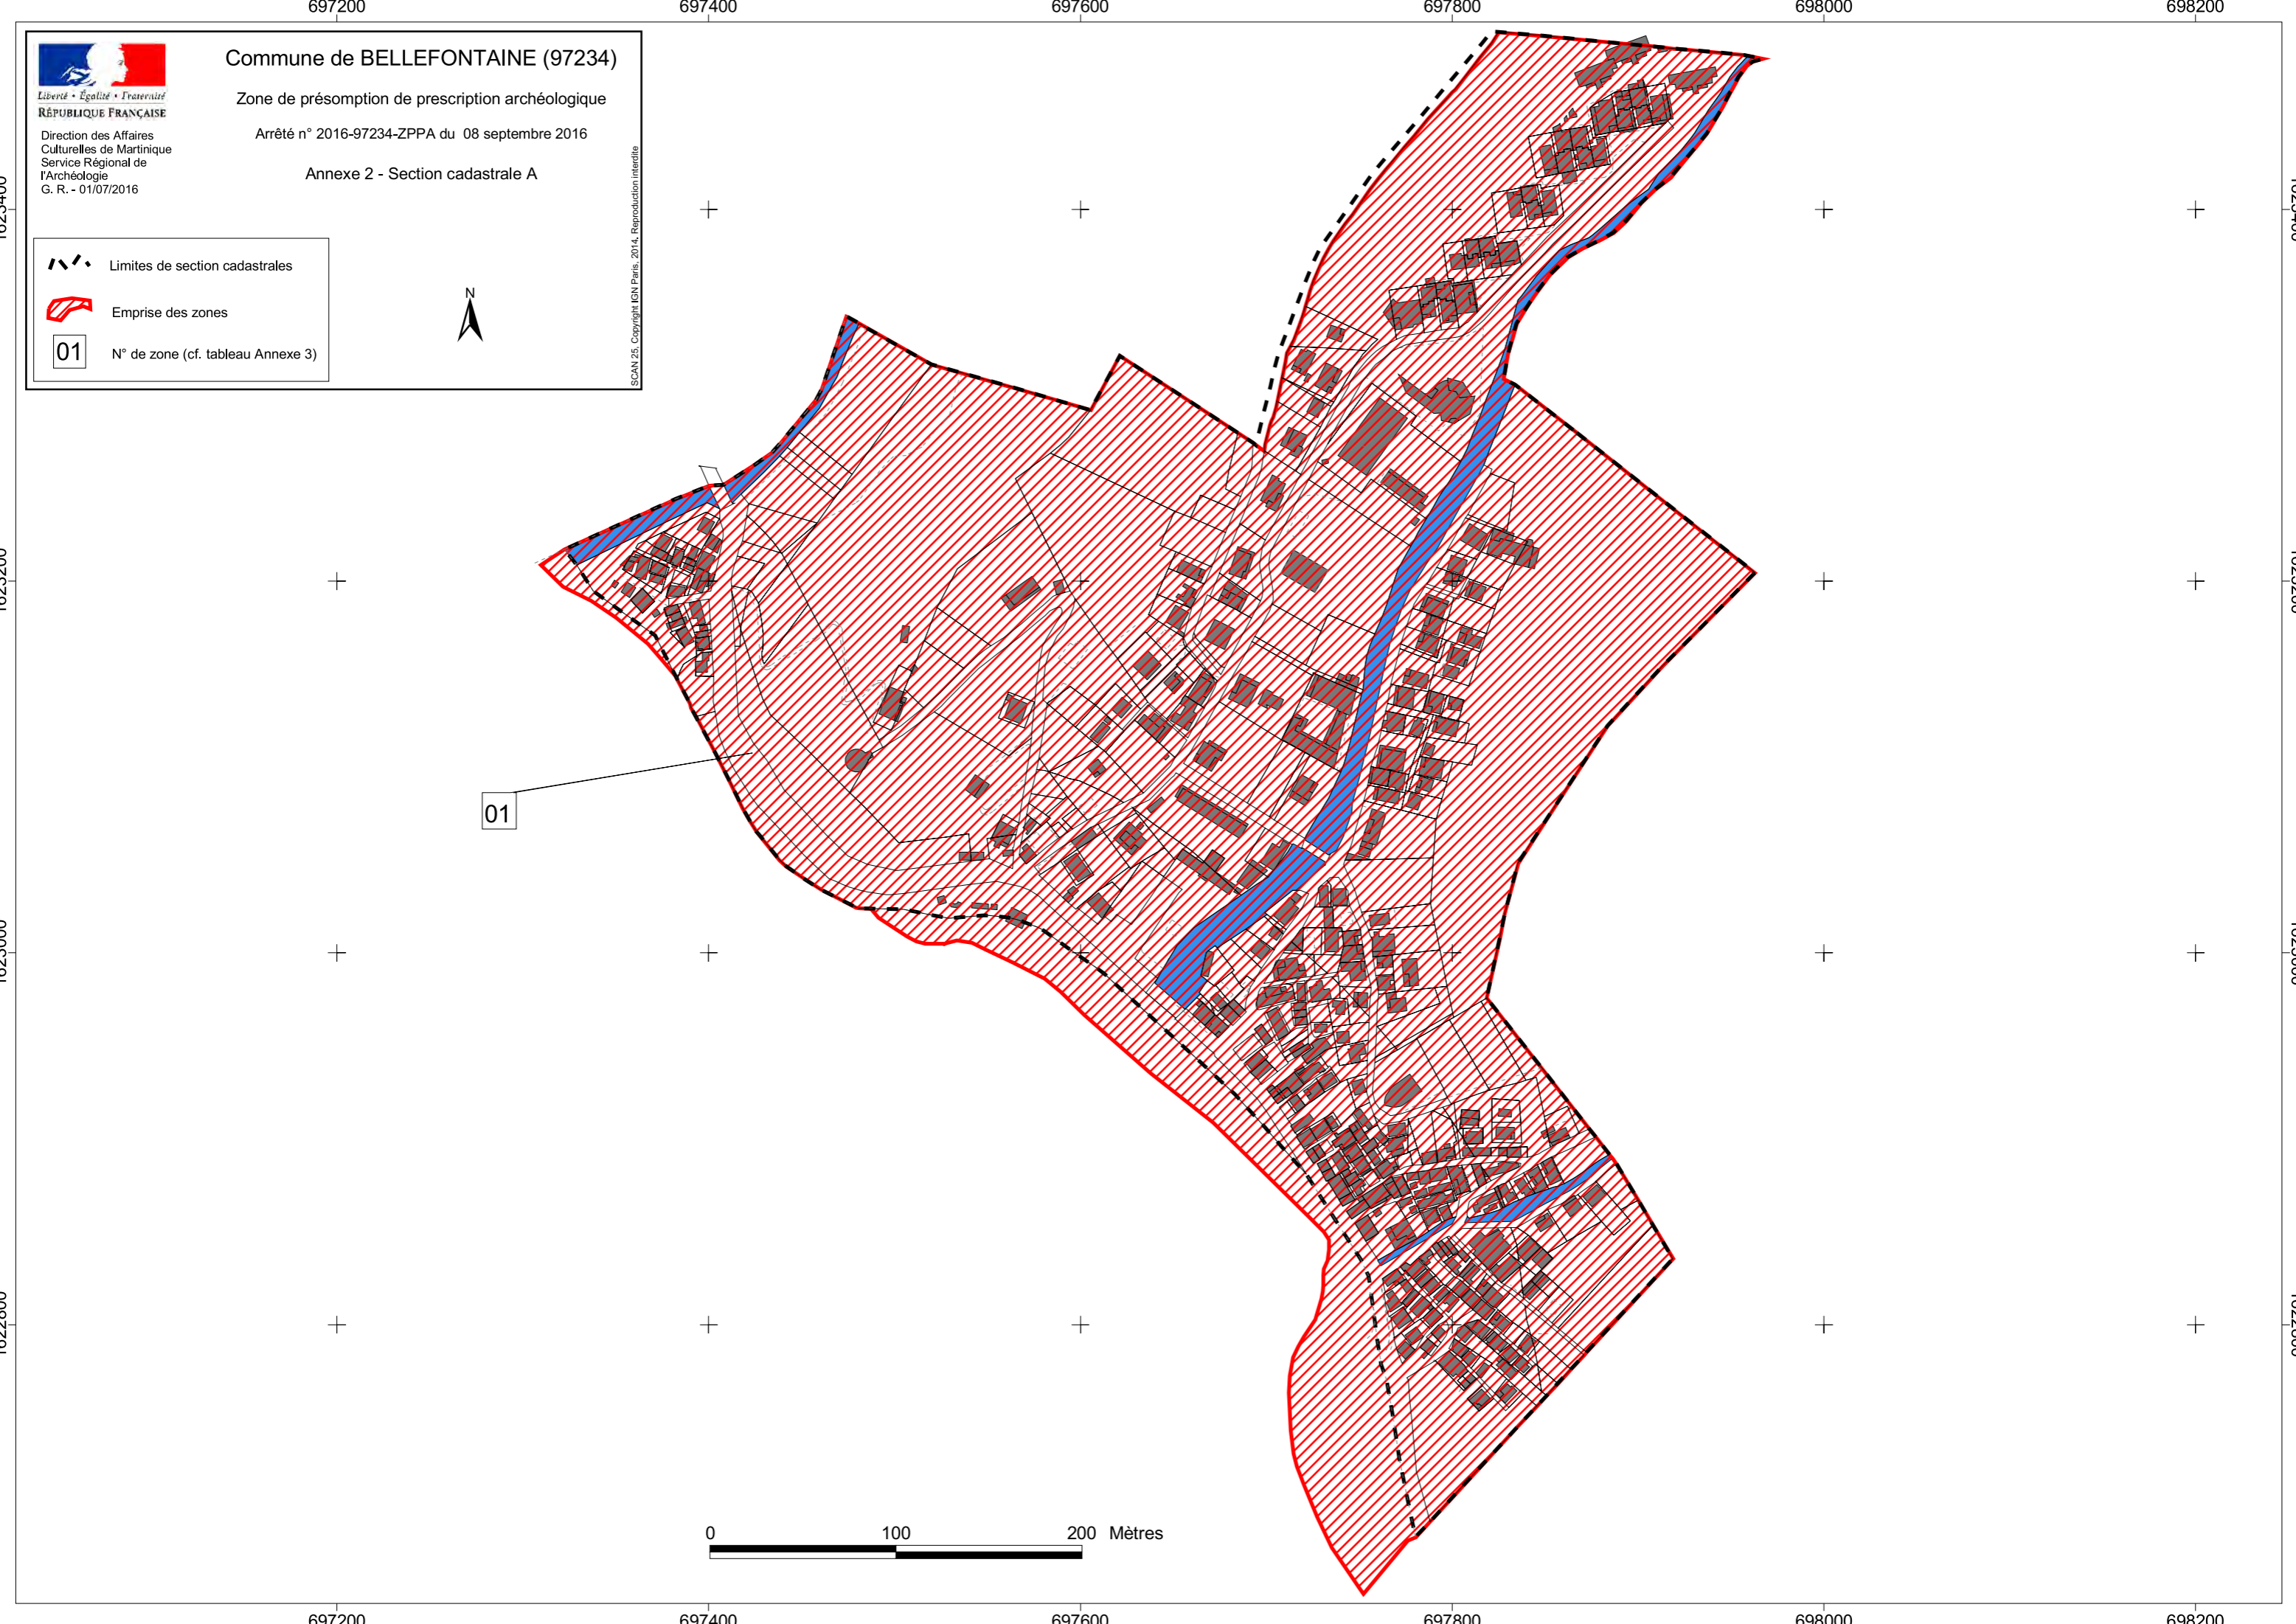 697200 697400 697600 697800 698000 698200
Commune de BELLEFONTAINE (97234)
Zone de présomption de prescription archéologique
Arrêté n° 2016-97234-ZPPA du 08 septembre 2016
Annexe 2 - Section cadastrale A
Liberté • Égalité • Fraternité
RÉPUBLIQUE FRANÇAISE
Direction des Affaires
Culturelles de Martinique
Service Régional de
l'Archéologie
G. R. - 01/07/2016
Limites de section cadastrales
Emprise des zones
01 N° de zone (cf. tableau Annexe 3)
N
SCAN 25, Copyright IGN Paris, 2014, Reproduction interdite
01
0 100 200 Mètres
697200 697400 697600 697800 698000 698200